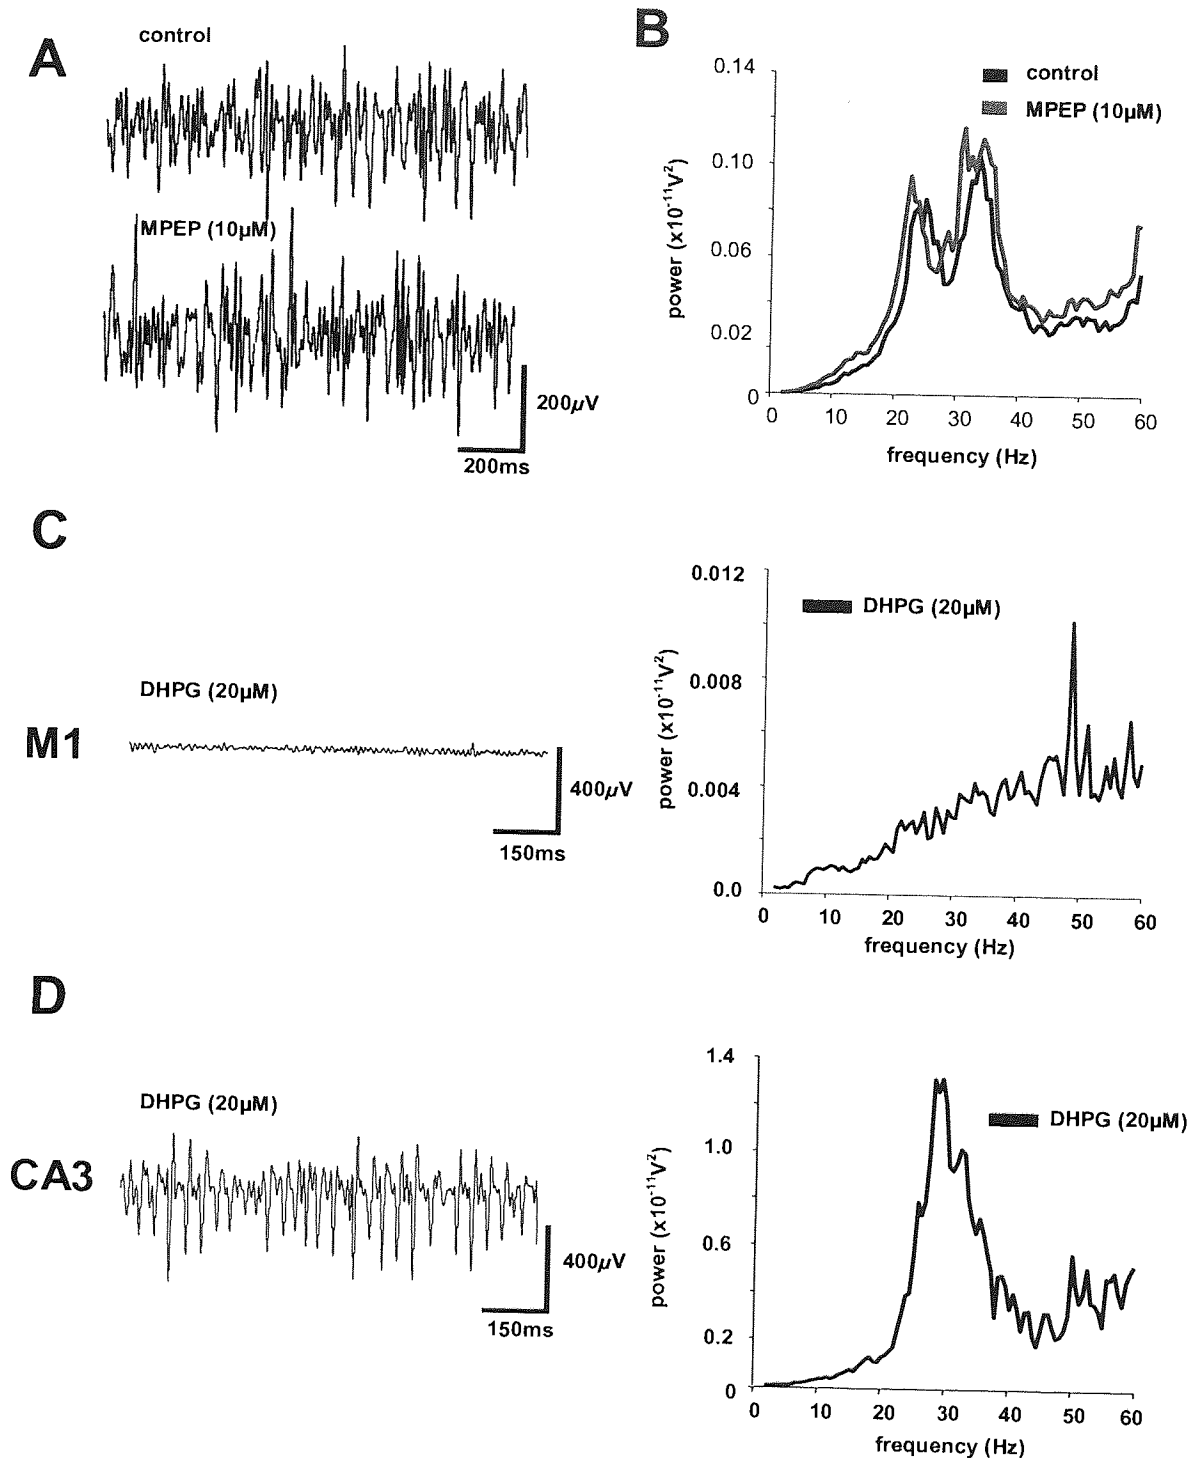 A
control
MPEP (10µM)
200µV
200ms
B
control
MPEP (10µM)
0.14
0.10
0.06
0.02
0
power (x10⁻¹¹V²)
0 10 20 30 40 50 60
frequency (Hz)
C
M1
DHPG (20µM)
400µV
150ms
DHPG (20µM)
0.012
0.008
0.004
0.0
power (x10⁻¹¹V²)
0 10 20 30 40 50 60
frequency (Hz)
D
CA3
DHPG (20µM)
400µV
150ms
DHPG (20µM)
1.4
1.0
0.6
0.2
0
power (x10⁻¹¹V²)
0 10 20 30 40 50 60
frequency (Hz)